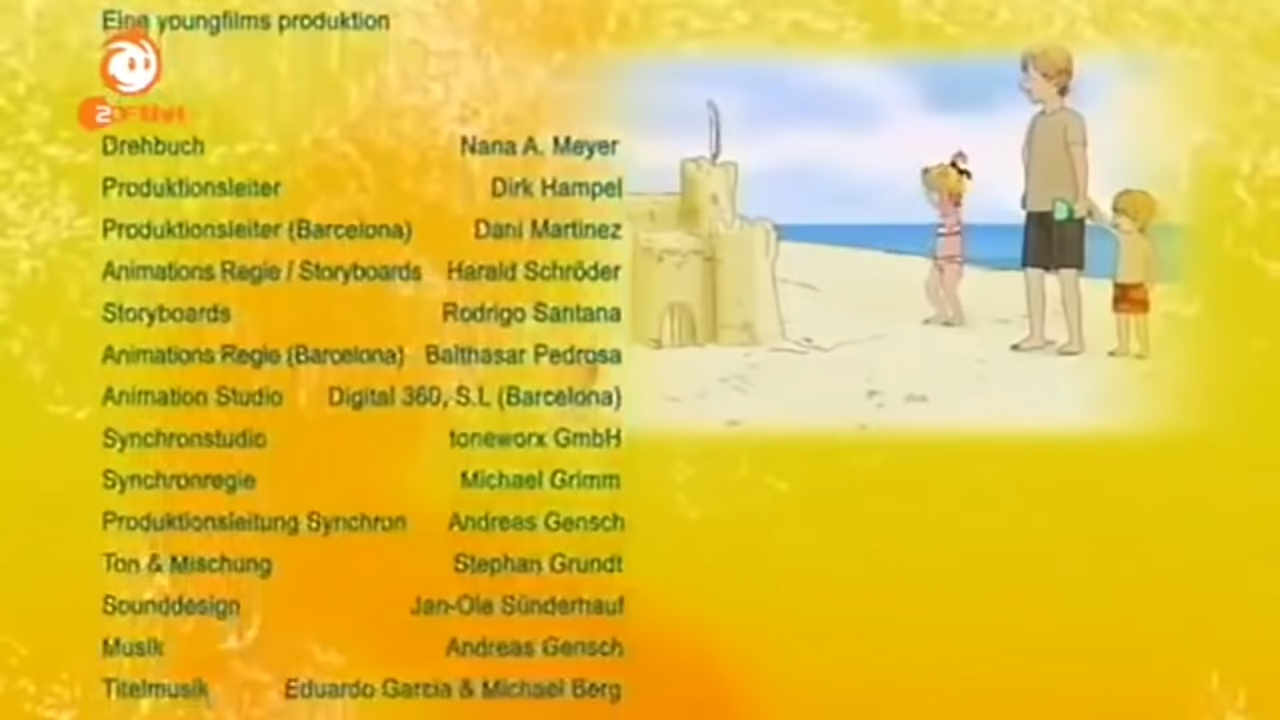 Eine youngfilms produktion
ZDF tivi
Drehbuch Nana A. Meyer
Produktionsleiter Dirk Hampel
Produktionsleiter (Barcelona) Dani Martinez
Animations Regie / Storyboards Harald Schröder
Storyboards Rodrigo Santana
Animations Regie (Barcelona) Balthasar Pedrosa
Animation Studio Digital 360, S.L (Barcelona)
Synchronstudio toneworx GmbH
Synchronregie Michael Grimm
Produktionsleitung Synchron Andreas Gensch
Ton & Mischung Stephan Grundt
Sounddesign Jan-Ole Sünderhauf
Musik Andreas Gensch
Titelmusik Eduardo Garcia & Michael Berg